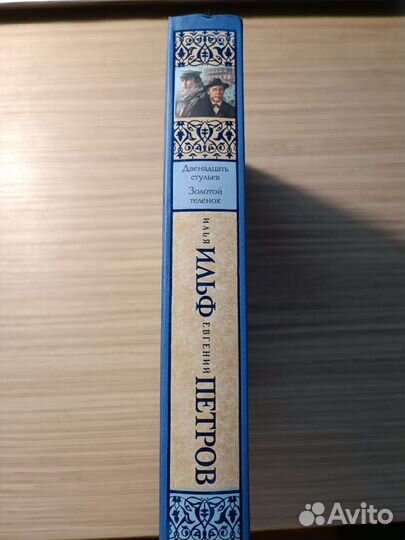 Двенадцать
стульев
Золотой
теленок
ИЛЬЯ ИЛЬФ ЕВГЕНИЙ ПЕТРОВ
Avito